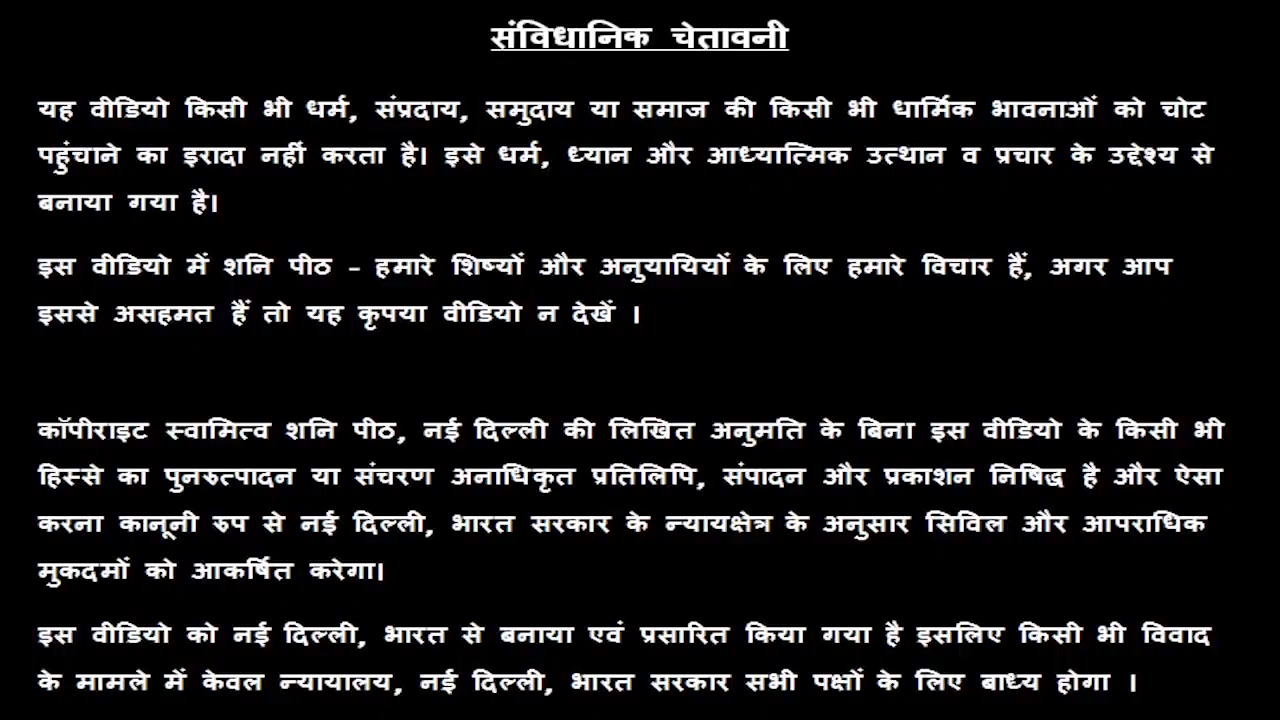 संविधानिक चेतावनी
यह वीडियो किसी भी धर्म, संप्रदाय, समुदाय या समाज की किसी भी धार्मिक भावनाओं को चोट
पहुंचाने का इरादा नहीं करता है। इसे धर्म, ध्यान और आध्यात्मिक उत्थान व प्रचार के उद्देश्य से
बनाया गया है।
इस वीडियो में शनि पीठ – हमारे शिष्यों और अनुयायियों के लिए हमारे विचार हैं, अगर आप
इससे असहमत हैं तो यह कृपया वीडियो न देखें ।
कॉपीराइट स्वामित्व शनि पीठ, नई दिल्ली की लिखित अनुमति के बिना इस वीडियो के किसी भी
हिस्से का पुनरुत्पादन या संचरण अनाधिकृत प्रतिलिपि, संपादन और प्रकाशन निषिद्ध है और ऐसा
करना कानूनी रुप से नई दिल्ली, भारत सरकार के न्यायक्षेत्र के अनुसार सिविल और आपराधिक
मुकदमों को आकर्षित करेगा।
इस वीडियो को नई दिल्ली, भारत से बनाया एवं प्रसारित किया गया है इसलिए किसी भी विवाद
के मामले में केवल न्यायालय, नई दिल्ली, भारत सरकार सभी पक्षों के लिए बाध्य होगा ।